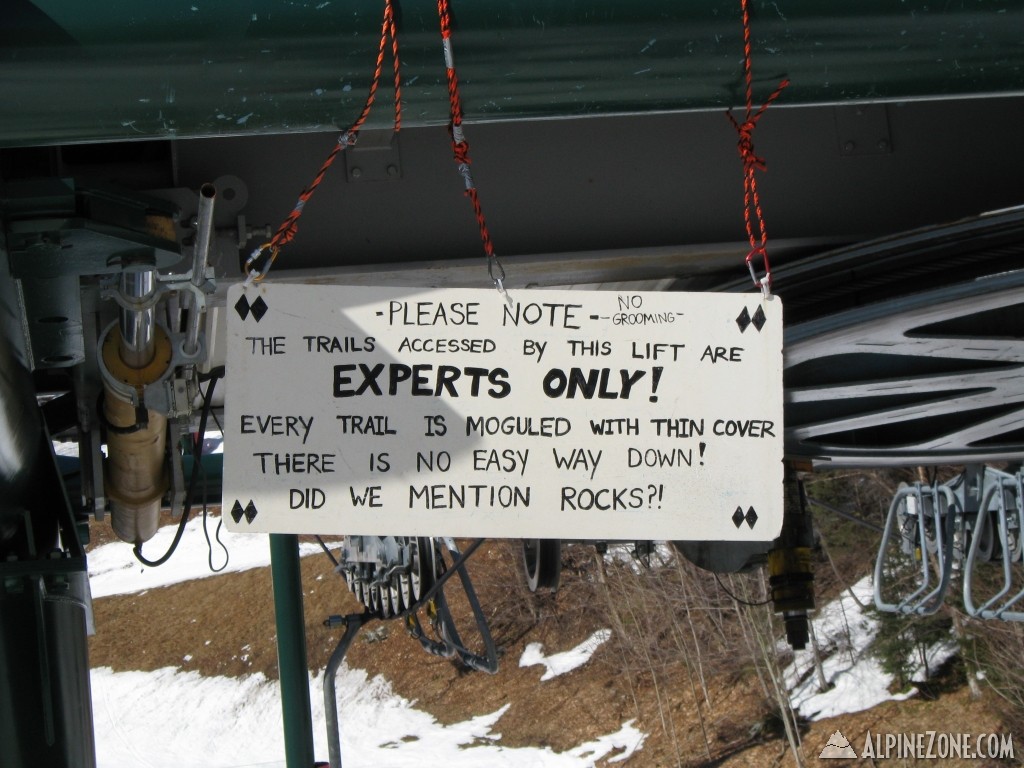 -PLEASE NOTE-
-NO GROOMING-
THE TRAILS ACCESSED BY THIS LIFT ARE
EXPERTS ONLY!
EVERY TRAIL IS MOGULED WITH THIN COVER
THERE IS NO EASY WAY DOWN!
DID WE MENTION ROCKS?!
ALPINEZONE.COM